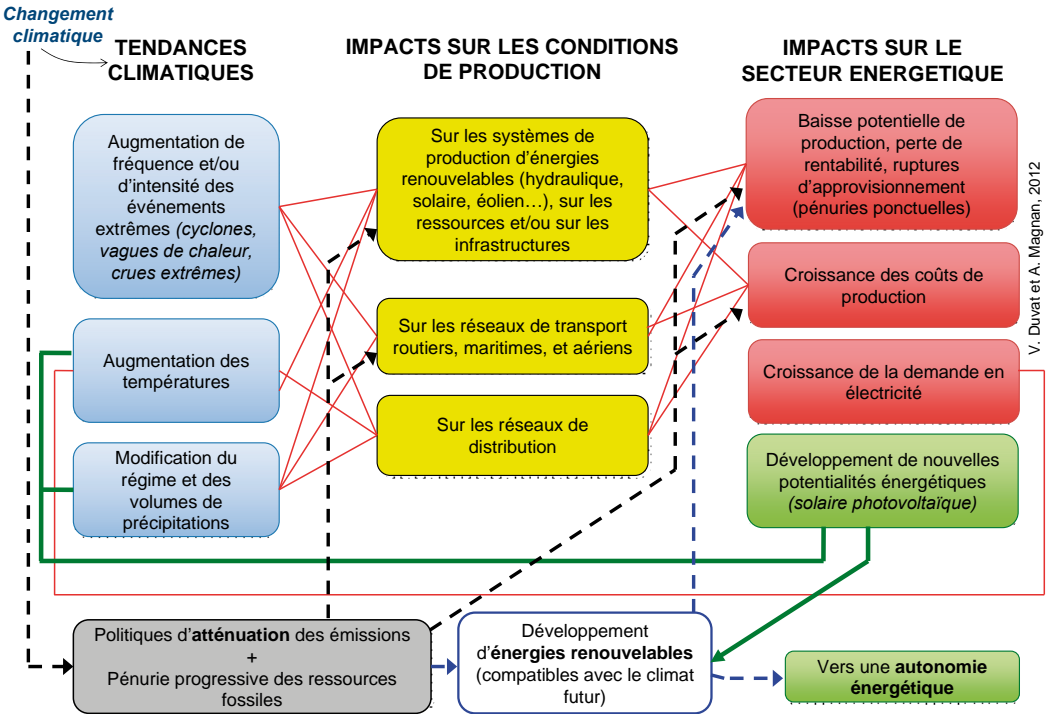 Changement
climatique
TENDANCES
CLIMATIQUES
IMPACTS SUR LES CONDITIONS
DE PRODUCTION
IMPACTS SUR LE
SECTEUR ENERGETIQUE
Augmentation de
fréquence et/ou
d'intensité des
événements
extrêmes (cyclones,
vagues de chaleur,
crues extrêmes)
Augmentation des
températures
Modification du
régime et des
volumes de
précipitations
Sur les systèmes de
production d'énergies
renouvelables (hydraulique,
solaire, éolien…), sur les
ressources et/ou sur les
infrastructures
Sur les réseaux de transport
routiers, maritimes, et aériens
Sur les réseaux de
distribution
Baisse potentielle de
production, perte de
rentabilité, ruptures
d'approvisionnement
(pénuries ponctuelles)
Croissance des coûts de
production
Croissance de la demande en
électricité
Développement de nouvelles
potentialités énergétiques
(solaire photovoltaïque)
V. Duvat et A. Magnan, 2012
Politiques d'atténuation des émissions
+
Pénurie progressive des ressources
fossiles
Développement
d'énergies renouvelables
(compatibles avec le climat
futur)
Vers une autonomie
énergétique